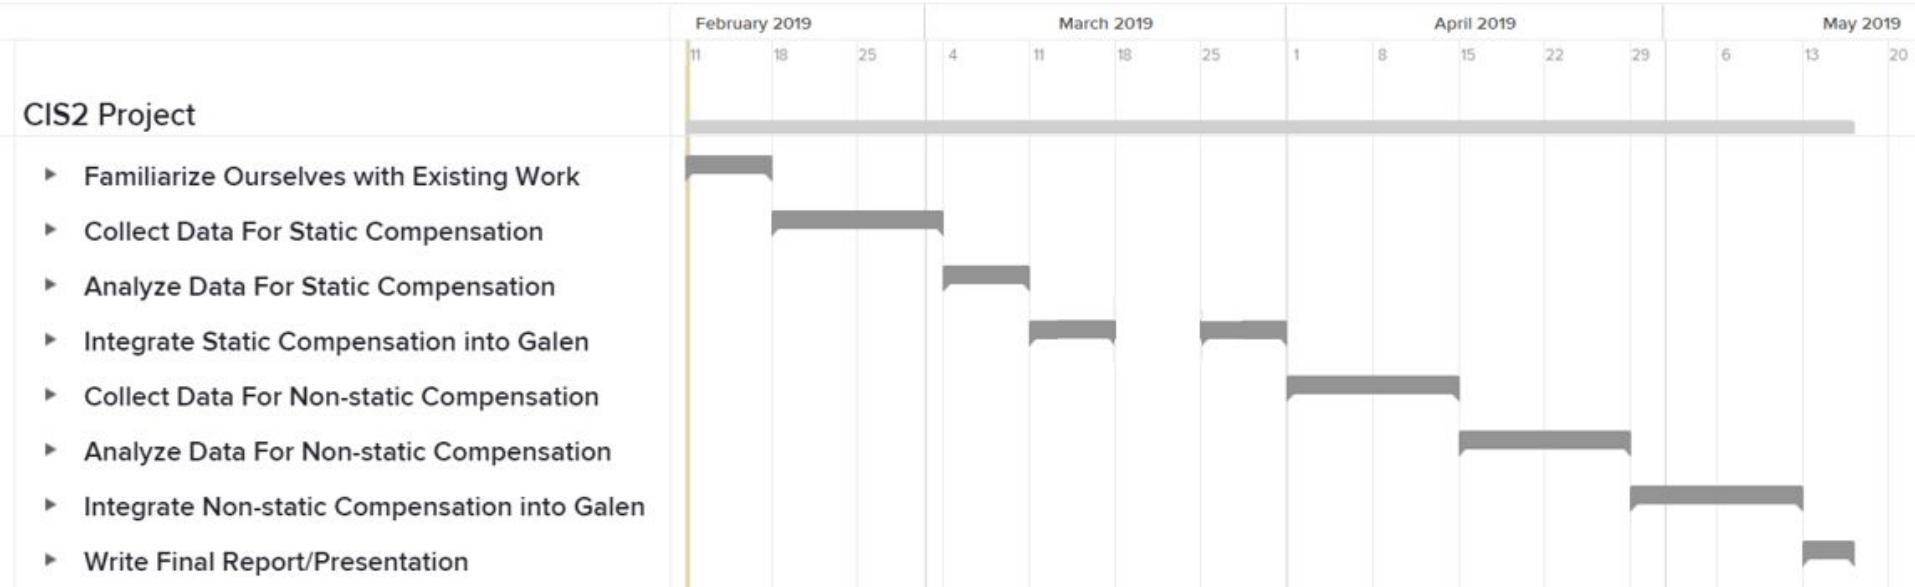 February 2019 March 2019 April 2019 May 2019
11 18 25 4 11 18 25 1 8 15 22 29 6 13 20
CIS2 Project
Familiarize Ourselves with Existing Work
Collect Data For Static Compensation
Analyze Data For Static Compensation
Integrate Static Compensation into Galen
Collect Data For Non-static Compensation
Analyze Data For Non-static Compensation
Integrate Non-static Compensation into Galen
Write Final Report/Presentation